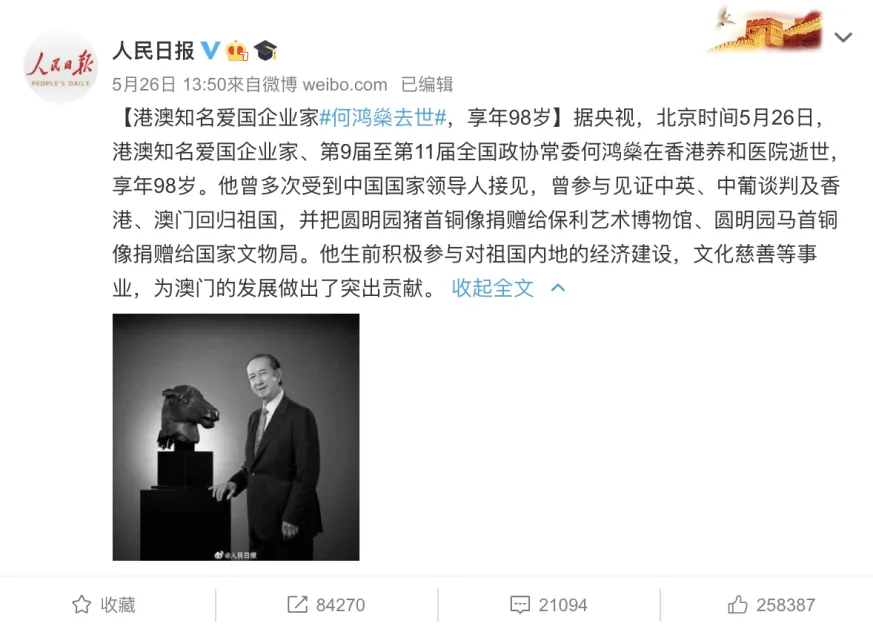 人民日报
人民日报
PEOPLE'S DAILY
5月26日 13:50來自微博 weibo.com 已编辑
【港澳知名爱国企业家#何鸿燊去世#，享年98岁】据央视，北京时间5月26日，
港澳知名爱国企业家、第9届至第11届全国政协常委何鸿燊在香港养和医院逝世，
享年98岁。他曾多次受到中国国家领导人接见，曾参与见证中英、中葡谈判及香
港、澳门回归祖国，并把圆明园猪首铜像捐赠给保利艺术博物馆、圆明园马首铜
像捐赠给国家文物局。他生前积极参与对祖国内地的经济建设，文化慈善等事
业，为澳门的发展做出了突出贡献。 收起全文
@人民日报
收藏
84270
21094
258387